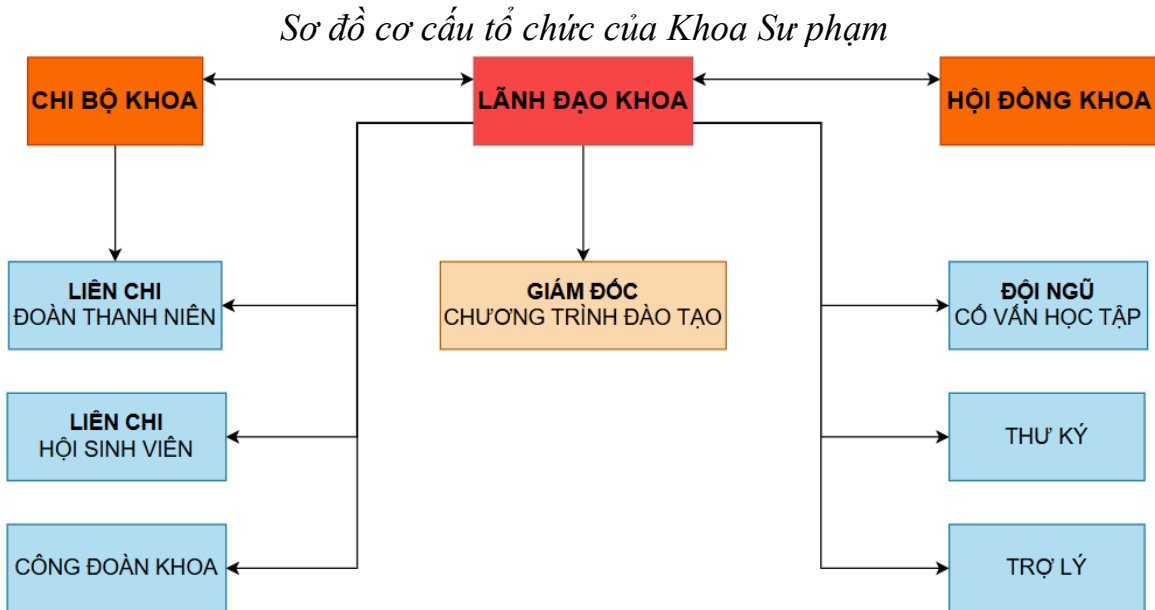 Sơ đồ cơ cấu tổ chức của Khoa Sư phạm
CHI BỘ KHOA
LÃNH ĐẠO KHOA
HỘI ĐỒNG KHOA
LIÊN CHI
ĐOÀN THANH NIÊN
GIÁM ĐỐC
CHƯƠNG TRÌNH ĐÀO TẠO
ĐỘI NGŨ
CỐ VẤN HỌC TẬP
LIÊN CHI
HỘI SINH VIÊN
THƯ KÝ
CÔNG ĐOÀN KHOA
TRỢ LÝ